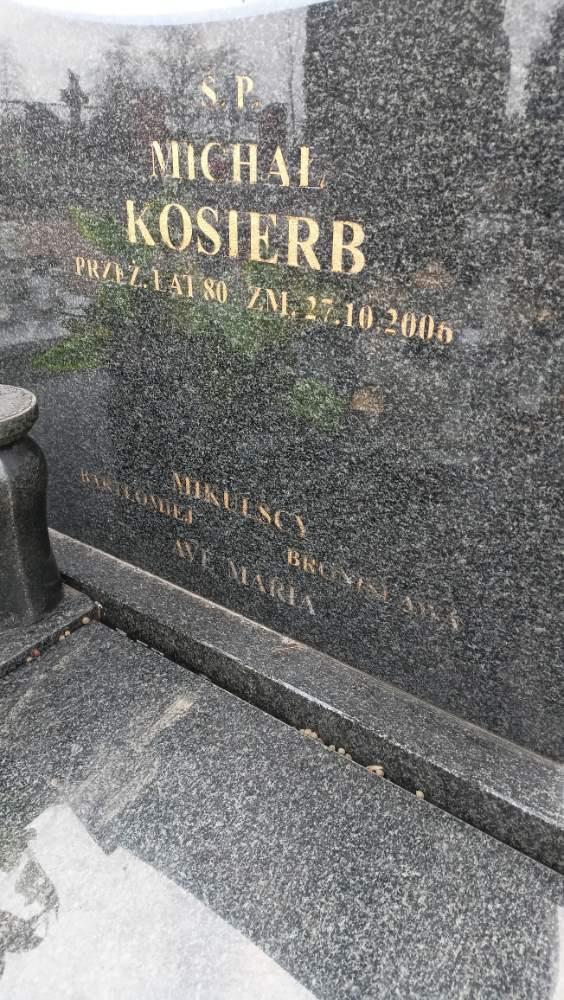 Ś. P.
MICHAŁ
KOSIERB
PRZEŻ. LAT 80 ZM. 27.10.2006
MIKULSCY
BARTŁOMIEJ BRONISŁAWA
AVE MARIA